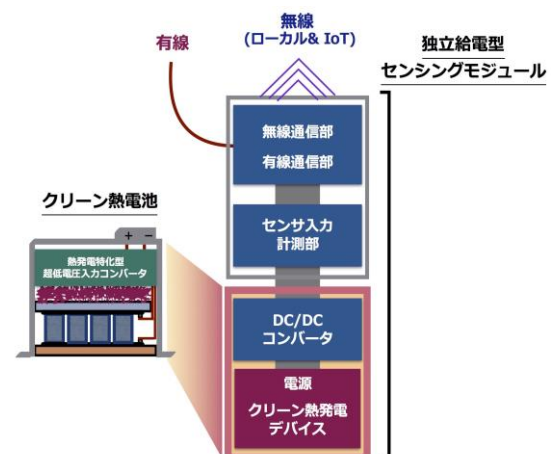 無線
(ローカル& IoT)
有線
独立給電型
センシングモジュール
無線通信部
有線通信部
センサ入力
計測部
クリーン熱電池
+ −
熱発電特化型
超低電圧入力コンバータ
DC/DC
コンバータ
電源
クリーン熱発電
デバイス